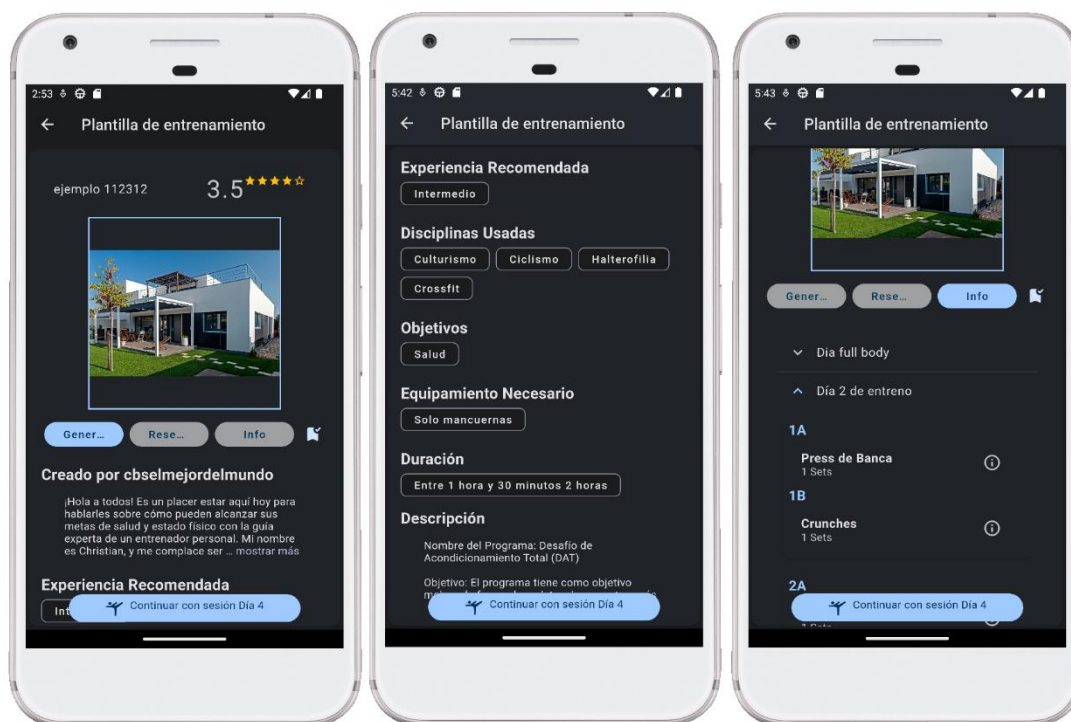 2:53
Plantilla de entrenamiento
ejemplo 112312
3.5
Gener...
Rese...
Info
Creado por cbselmejordelmundo
¡Hola a todos! Es un placer estar aquí hoy para
hablarles sobre cómo pueden alcanzar sus
metas de salud y estado físico con la guía
experta de un entrenador personal. Mi nombre
es Christian, y me complace ser ... mostrar más
Experiencia Recomendada
Continuar con sesión Día 4
5:42
Plantilla de entrenamiento
Experiencia Recomendada
Intermedio
Disciplinas Usadas
Culturismo
Ciclismo
Halterofilia
Crossfit
Objetivos
Salud
Equipamiento Necesario
Solo mancuernas
Duración
Entre 1 hora y 30 minutos 2 horas
Descripción
Nombre del Programa: Desafío de
Acondicionamiento Total (DAT)
Objetivo: El programa tiene como objetivo
Continuar con sesión Día 4
5:43
Plantilla de entrenamiento
Gener...
Rese...
Info
Dia full body
Día 2 de entreno
1A
Press de Banca
1 Sets
1B
Crunches
1 Sets
2A
Continuar con sesión Día 4